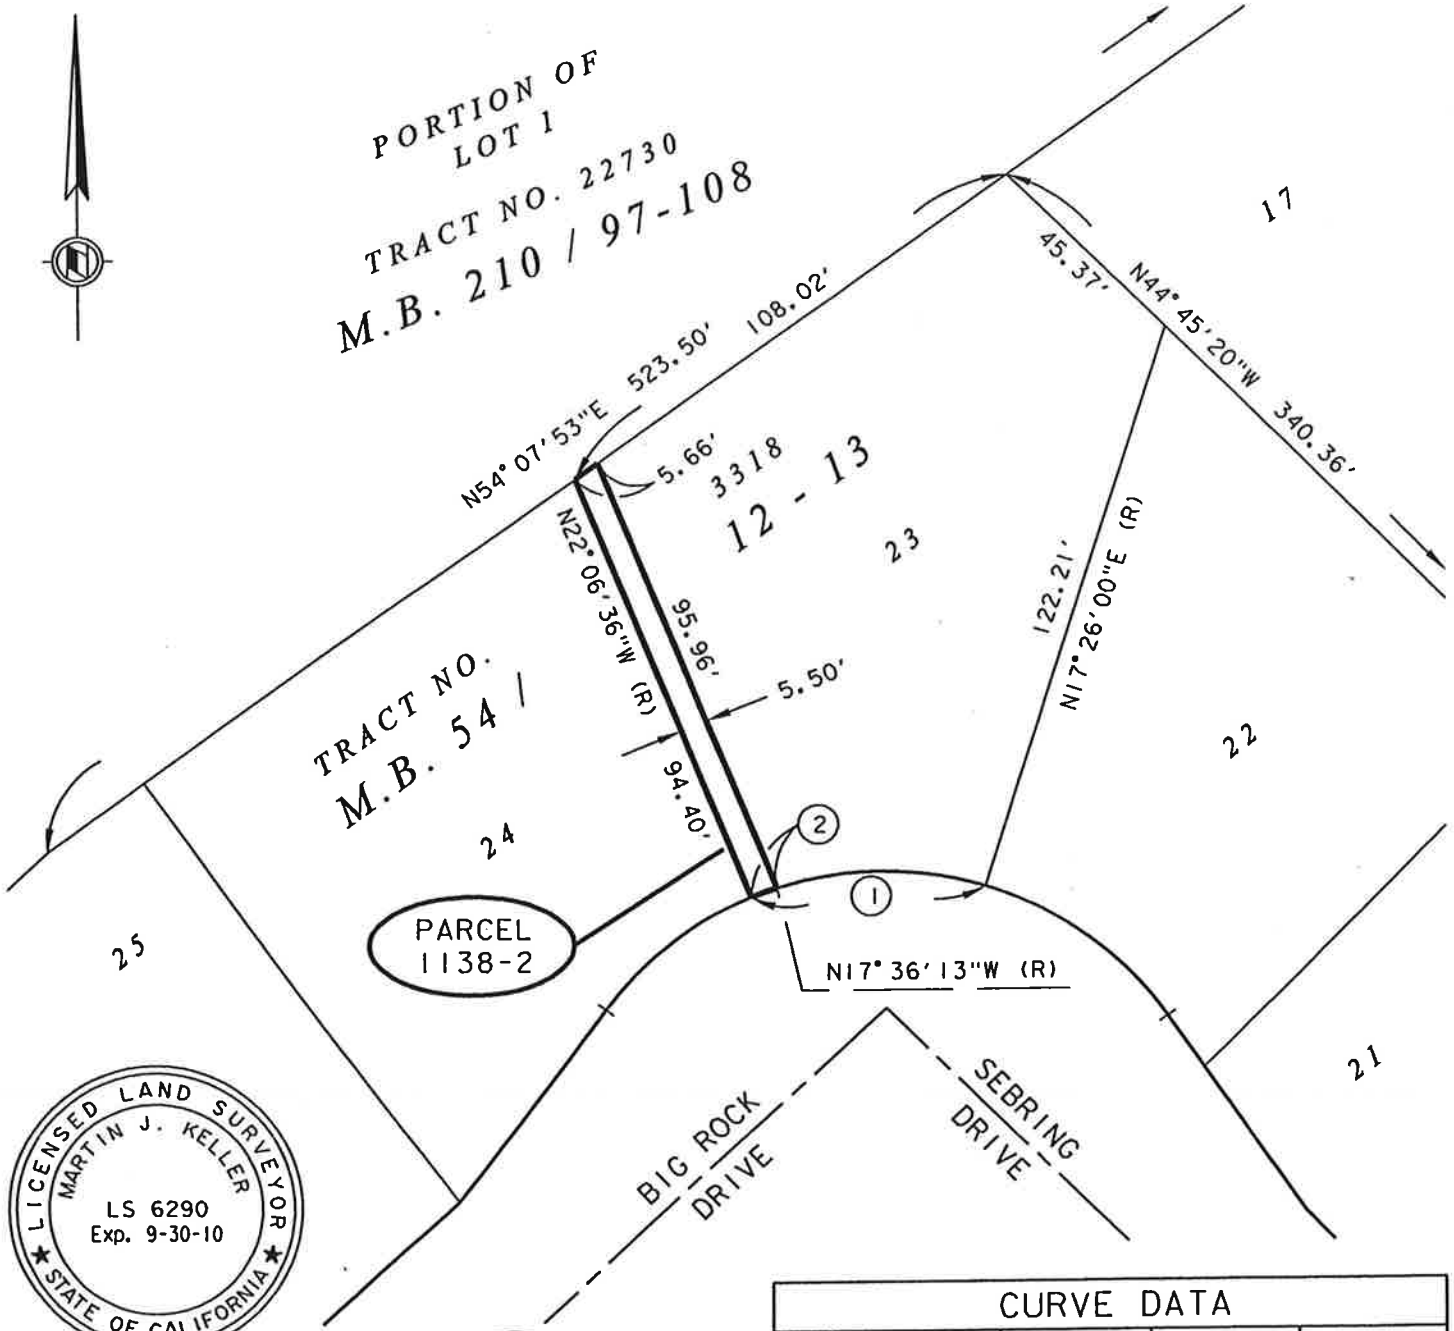 PORTION OF
LOT 1
TRACT NO. 22730
M.B. 210 / 97-108
17
45.37'
N44°45'20"W 340.36'
N54°07'53"E 523.50' 108.02'
5.66'
3318
12 - 13
23
N22°06'36"W (R)
95.96'
5.50'
94.40'
122.21'
N17°26'00"E (R)
22
TRACT NO.
M.B. 54 /
24
2
1
PARCEL
1138-2
25
N17°36'13"W (R)
21
SEBRING
DRIVE
BIG ROCK
DRIVE
LICENSED LAND SURVEYOR
MARTIN J. KELLER
LS 6290
Exp. 9-30-10
STATE OF CALIFORNIA
CURVE DATA